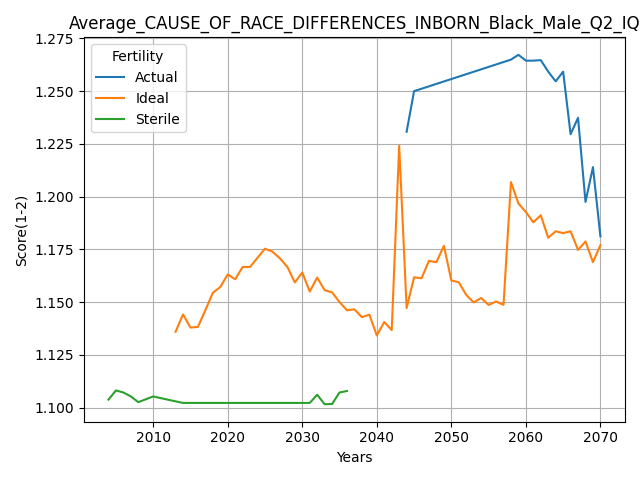 Average_CAUSE_OF_RACE_DIFFERENCES_INBORN_Black_Male_Q2_IQ
1.275
1.250
1.225
1.200
1.175
1.150
1.125
1.100
Score(1-2)
Fertility
Actual
Ideal
Sterile
2010 2020 2030 2040 2050 2060 2070
Years